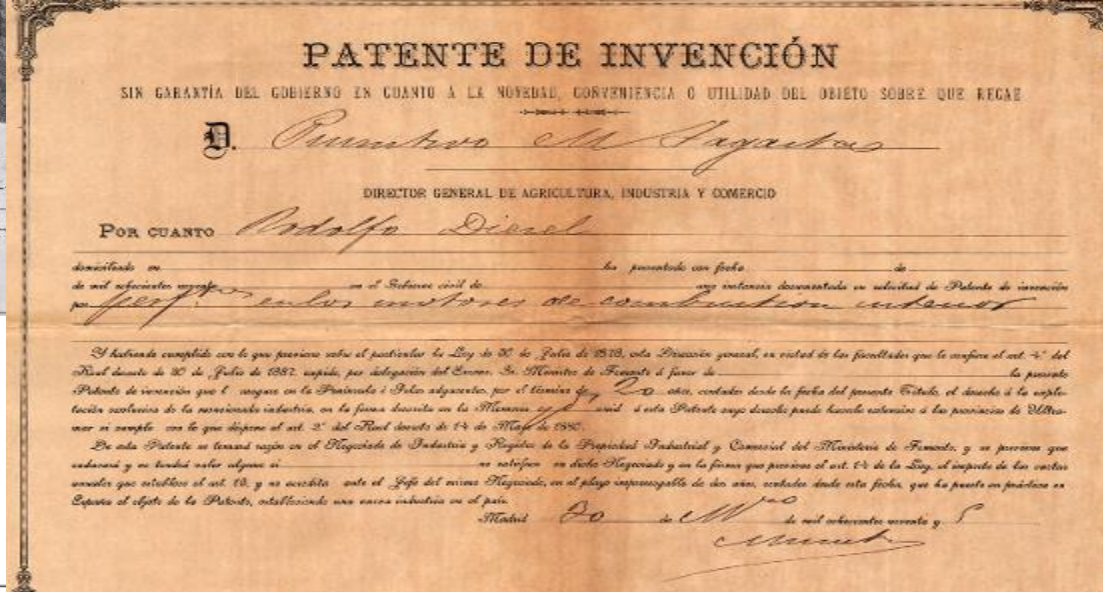 PATENTE DE INVENCIÓN
SIN GARANTÍA DEL GOBIERNO EN CUANTO A LA NOVEDAD, CONVENIENCIA O UTILIDAD DEL OBJETO SOBRE QUE RECAE
D. Primitivo M Sagasta
DIRECTOR GENERAL DE AGRICULTURA, INDUSTRIA Y COMERCIO
POR CUANTO Rodolfo Diesel
domiciliado en ha presentado con fecha de
de mil ochocientos noventa en el Gobierno civil de una instancia documentada en solicitud de Patente de invención
por en los motores de combustion interior
Y habiendo cumplido con lo que previene sobre el particular la Ley de 30 de Julio de 1878, esta Dirección general, en virtud de las facultades que le confiere el art. 4.º del
Real decreto de 30 de Julio de 1887, expide, por delegación del Excmo. Sr. Ministro de Fomento á favor de la presente
Patente de invención que l asegure en la Península é Islas adyacentes, por el término de 20 años, contados desde la fecha del presente Título, el derecho á la explo-
tación exclusiva de la mencionada industria, en la forma descrita en la Memoria unid á esta Patente cuyo derecho puede hacerlo extensivo á las provincias de Ultra-
mar si cumple con lo que dispone el art. 2.º del Real decreto de 14 de Mayo de 1880.
De esta Patente se tomará razón en el Negociado de Industria y Registro de la Propiedad Industrial y Comercial del Ministerio de Fomento, y se previene que
caducará y no tendrá valor alguno si no satisface en dicho Negociado y en la forma que previene el art. 14 de la Ley, el importe de las cuotas
anuales que establece el art. 13, y no acredita ante el Jefe del mismo Negociado, en el plazo improrrogable de dos años, contados desde esta fecha, que ha puesto en práctica en
España el objeto de la Patente, estableciendo una nueva industria en el país.
Madrid 30 de de mil ochocientos noventa y 5